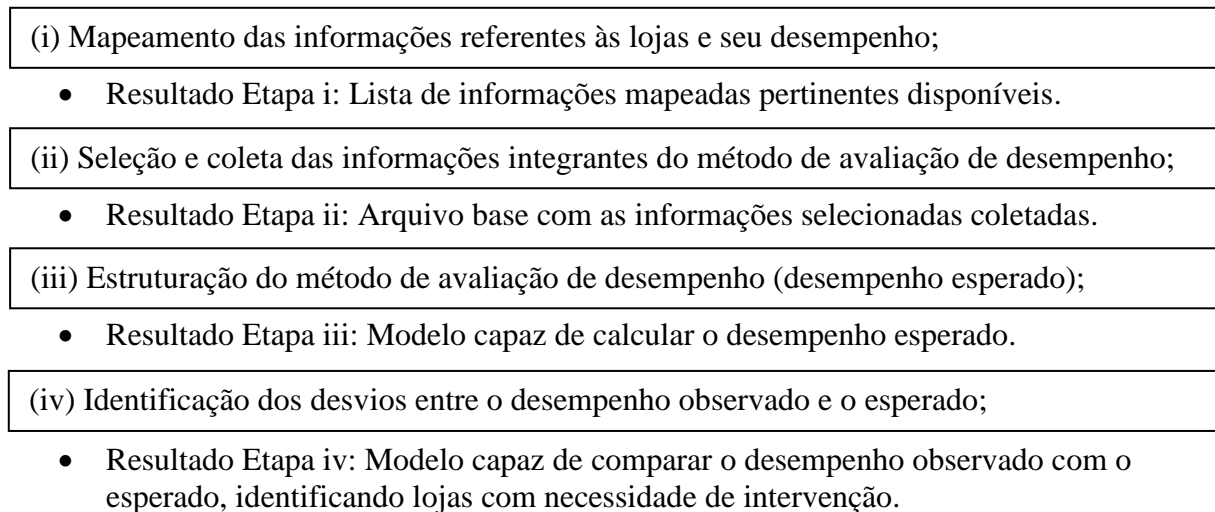 (i) Mapeamento das informações referentes às lojas e seu desempenho;
• Resultado Etapa i: Lista de informações mapeadas pertinentes disponíveis.
(ii) Seleção e coleta das informações integrantes do método de avaliação de desempenho;
• Resultado Etapa ii: Arquivo base com as informações selecionadas coletadas.
(iii) Estruturação do método de avaliação de desempenho (desempenho esperado);
• Resultado Etapa iii: Modelo capaz de calcular o desempenho esperado.
(iv) Identificação dos desvios entre o desempenho observado e o esperado;
• Resultado Etapa iv: Modelo capaz de comparar o desempenho observado com o
esperado, identificando lojas com necessidade de intervenção.